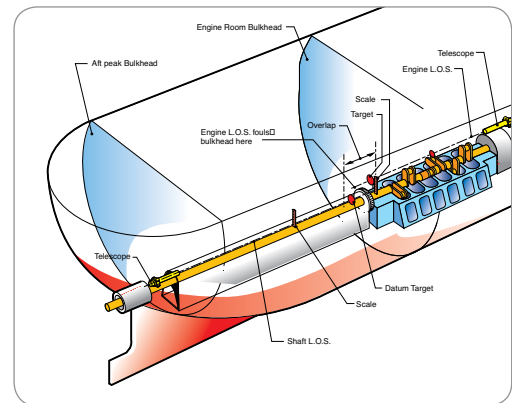 Engine Room Bulkhead
Aft peak Bulkhead
Telescope
Engine L.O.S.
Scale
Target
Overlap
Engine L.O.S. fouls□
bulkhead here
Telescope
Datum Target
Scale
Shaft L.O.S.